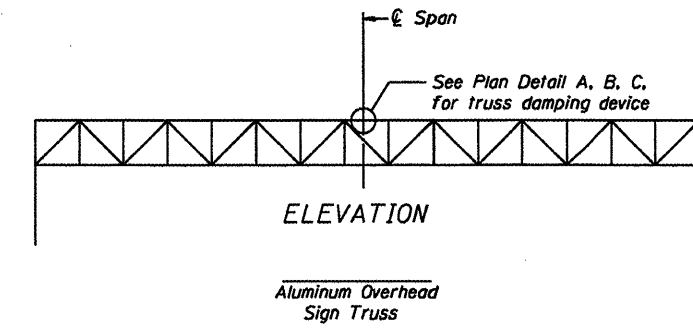 ℄ Span
See Plan Detail A, B, C,
for truss damping device
ELEVATION
Aluminum Overhead
Sign Truss